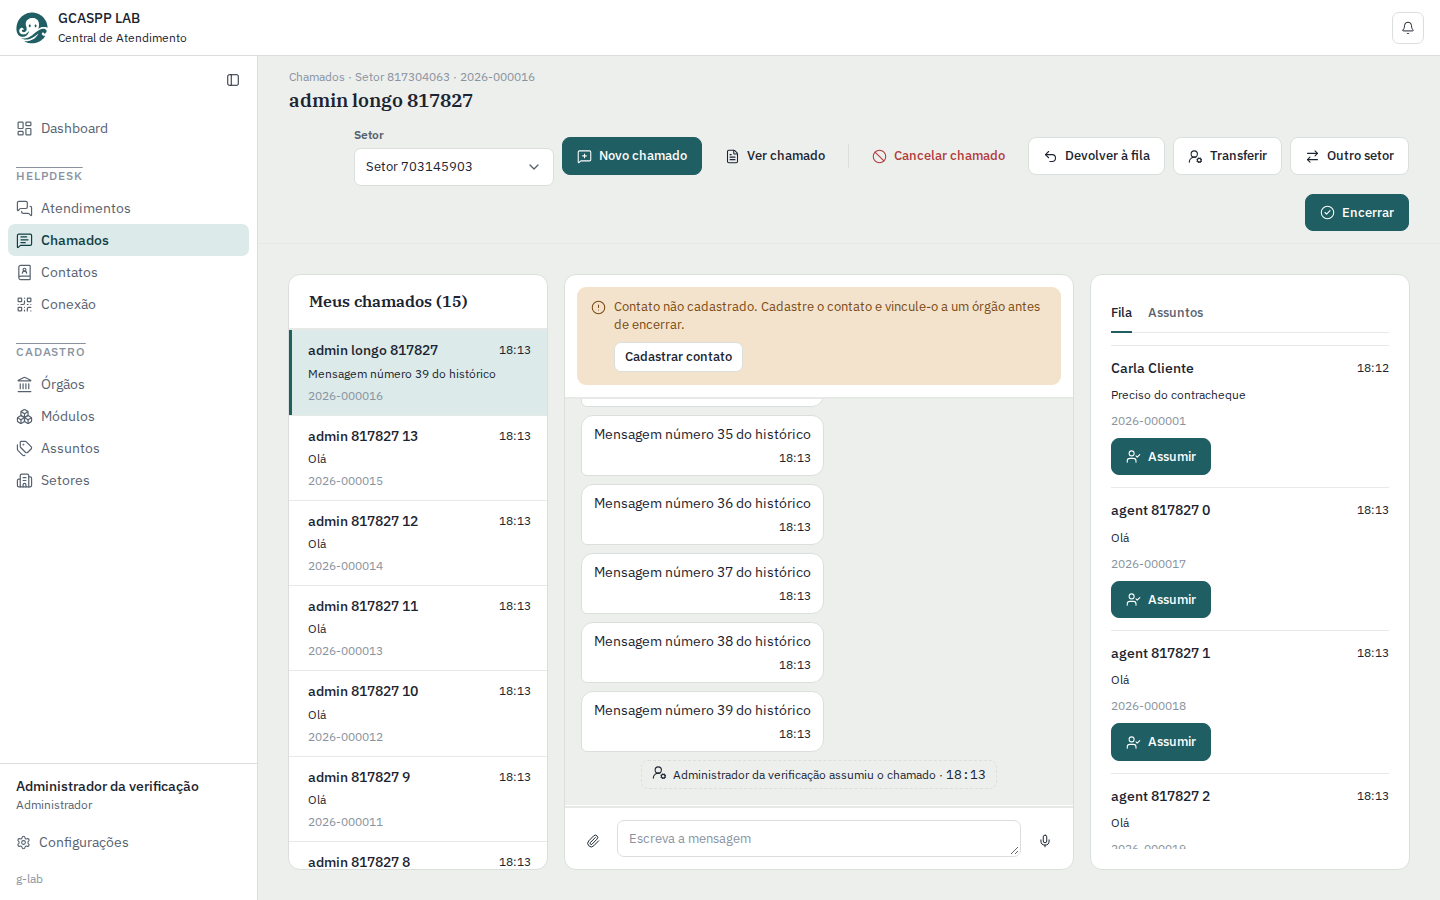 GCASPP LAB
Central de Atendimento
Dashboard
HELPDESK
Atendimentos
Chamados
Contatos
Conexão
CADASTRO
Órgãos
Módulos
Assuntos
Setores
Administrador da verificação
Administrador
Configurações
g-lab
Chamados · Setor 817304063 · 2026-000016
admin longo 817827
Setor
Setor 703145903
Novo chamado
Ver chamado
Cancelar chamado
Devolver à fila
Transferir
Outro setor
Encerrar
Meus chamados (15)
admin longo 817827 18:13
Mensagem número 39 do histórico
2026-000016
admin 817827 13 18:13
Olá
2026-000015
admin 817827 12 18:13
Olá
2026-000014
admin 817827 11 18:13
Olá
2026-000013
admin 817827 10 18:13
Olá
2026-000012
admin 817827 9 18:13
Olá
2026-000011
admin 817827 8 18:13
Contato não cadastrado. Cadastre o contato e vincule-o a um órgão antes
de encerrar.
Cadastrar contato
Mensagem número 35 do histórico
18:13
Mensagem número 36 do histórico
18:13
Mensagem número 37 do histórico
18:13
Mensagem número 38 do histórico
18:13
Mensagem número 39 do histórico
18:13
Administrador da verificação assumiu o chamado · 18:13
Escreva a mensagem
Fila Assuntos
Carla Cliente 18:12
Preciso do contracheque
2026-000001
Assumir
agent 817827 0 18:13
Olá
2026-000017
Assumir
agent 817827 1 18:13
Olá
2026-000018
Assumir
agent 817827 2 18:13
Olá
2026-000019